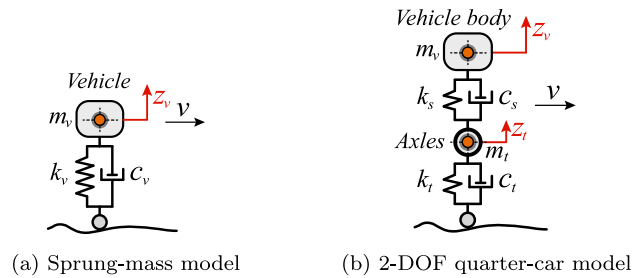 Vehicle
z_v
v
m_v
k_v
c_v
(a) Sprung-mass model
Vehicle body
z_v
m_v
k_s
c_s
v
Axles
z_t
m_t
k_t
c_t
(b) 2-DOF quarter-car model